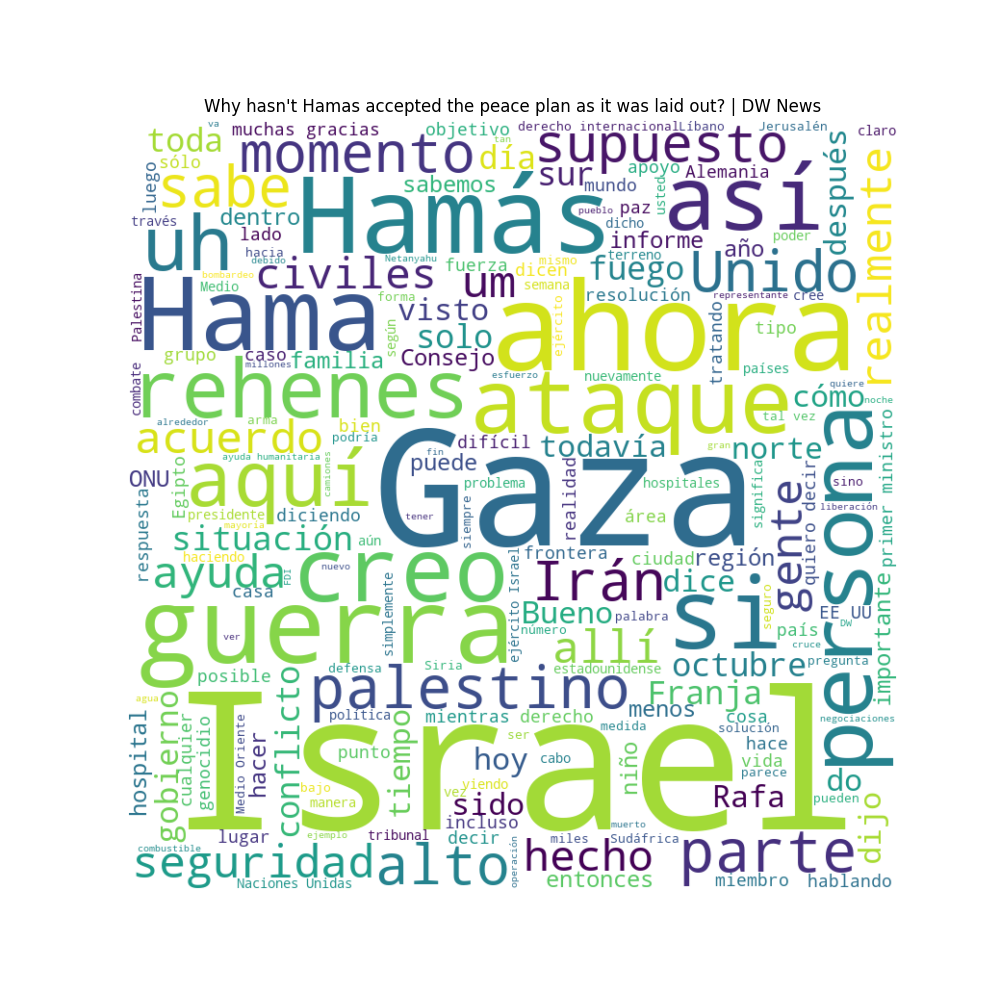 Why hasn't Hamas accepted the peace plan as it was laid out? | DW News
va
toda
muchas gracias
objetivo
derecho internacional
Líbano
Jerusalén
claro
momento
día
supuesto
luego
sólo
sabe
sabemos
sur
mundo
apoyo
Alemania
usted
así
después
realmente
través
uh
dentro
lado
Hamás
pueblo
paz
dicho
informe
año
poder
hacia
debido
Netanyahu
mismo
terreno
civiles
fuerza
dicen
fuego
Unido
bombardeo
Medio
um
semana
Palestina
Hama
forma
visto
resolución
representante
cree
ahora
ejército
tratando
tipo
según
solo
grupo
caso
familia
Consejo
millones
países
combate
rehenes
esfuerzo
nuevamente
quiere
cómo
noche
ataque
arma
tal vez
alrededor
bien
podría
acuerdo
difícil
todavía
gran
norte
persona
ministro
fin
ayuda humanitaria
camiones
aquí
puede
Gaza
realidad
ONU
Egipto
problema
hospitales
significa
gente
quiero decir
sino
liberación
respuesta
presidente
diciendo
tener
siempre
área
mayoría
primer
situación
aún
haciendo
frontera
ciudad
región
ayuda
FDI
nuevo
creo
Irán
dice
si
seguro
casa
simplemente
ejército Israel
Bueno
palabra
EE UU
DW
importante
guerra
ver
número
allí
país
cruce
posible
defensa
Siria
estadounidense
octubre
pregunta
agua
palestino
Franja
hospital
gobierno
cualquier
genocidio
Medio Oriente
hacer
conflicto
política
tiempo
mientras
derecho
menos
cosa
negociaciones
medida
solución
ser
punto
hoy
cabo
niño
hace
vida
parece
Israel
bajo
manera
viendo
vez
sido
Rafa
do
pueden
incluso
muerto
dijo
lugar
ejemplo
tribunal
decir
operación
miles
Sudáfrica
combustible
seguridad
alto
hecho
parte
Naciones Unidas
entonces
miembro
hablando
tan